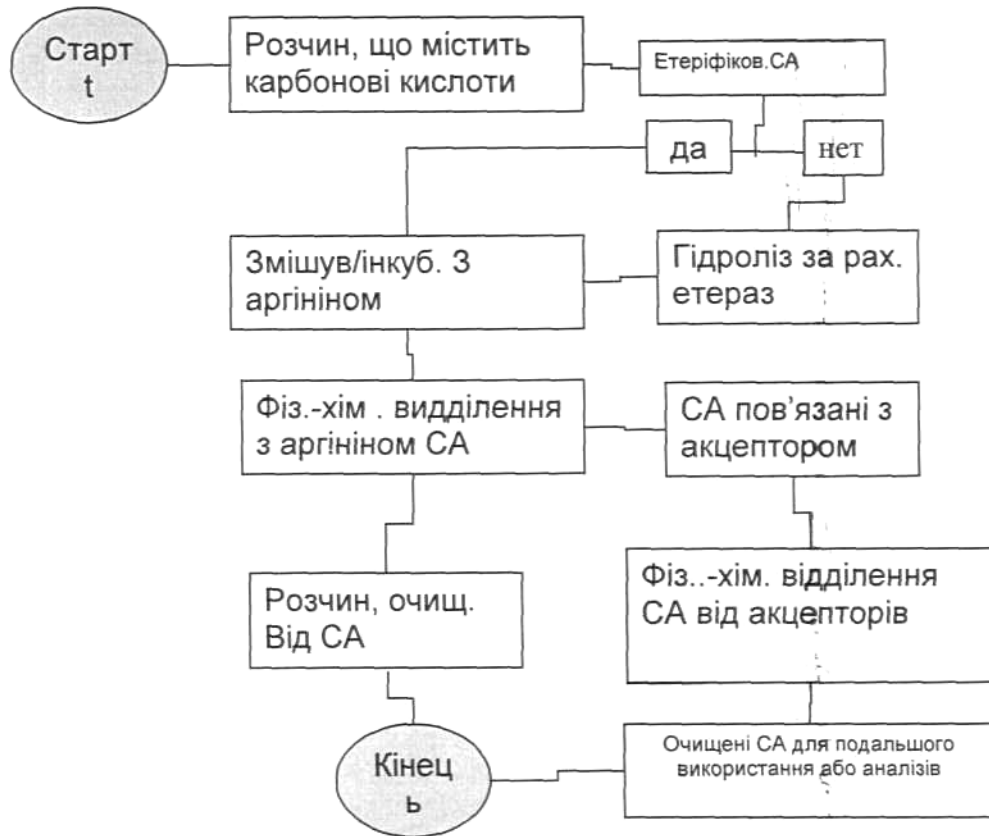 Старт
t
Розчин, що містить
карбонові кислоти
Етеріфіков.СА
да
нет
Змішув/інкуб. З
аргініном
Гідроліз за рах.
етераз
Фіз.-хім . видділення
з аргініном СА
СА пов’язані з
акцептором
Розчин, очищ.
Від СА
Фіз..-хім. відділення
СА від акцепторів
Кінец
ь
Очищені СА для подальшого
використання або аналізів